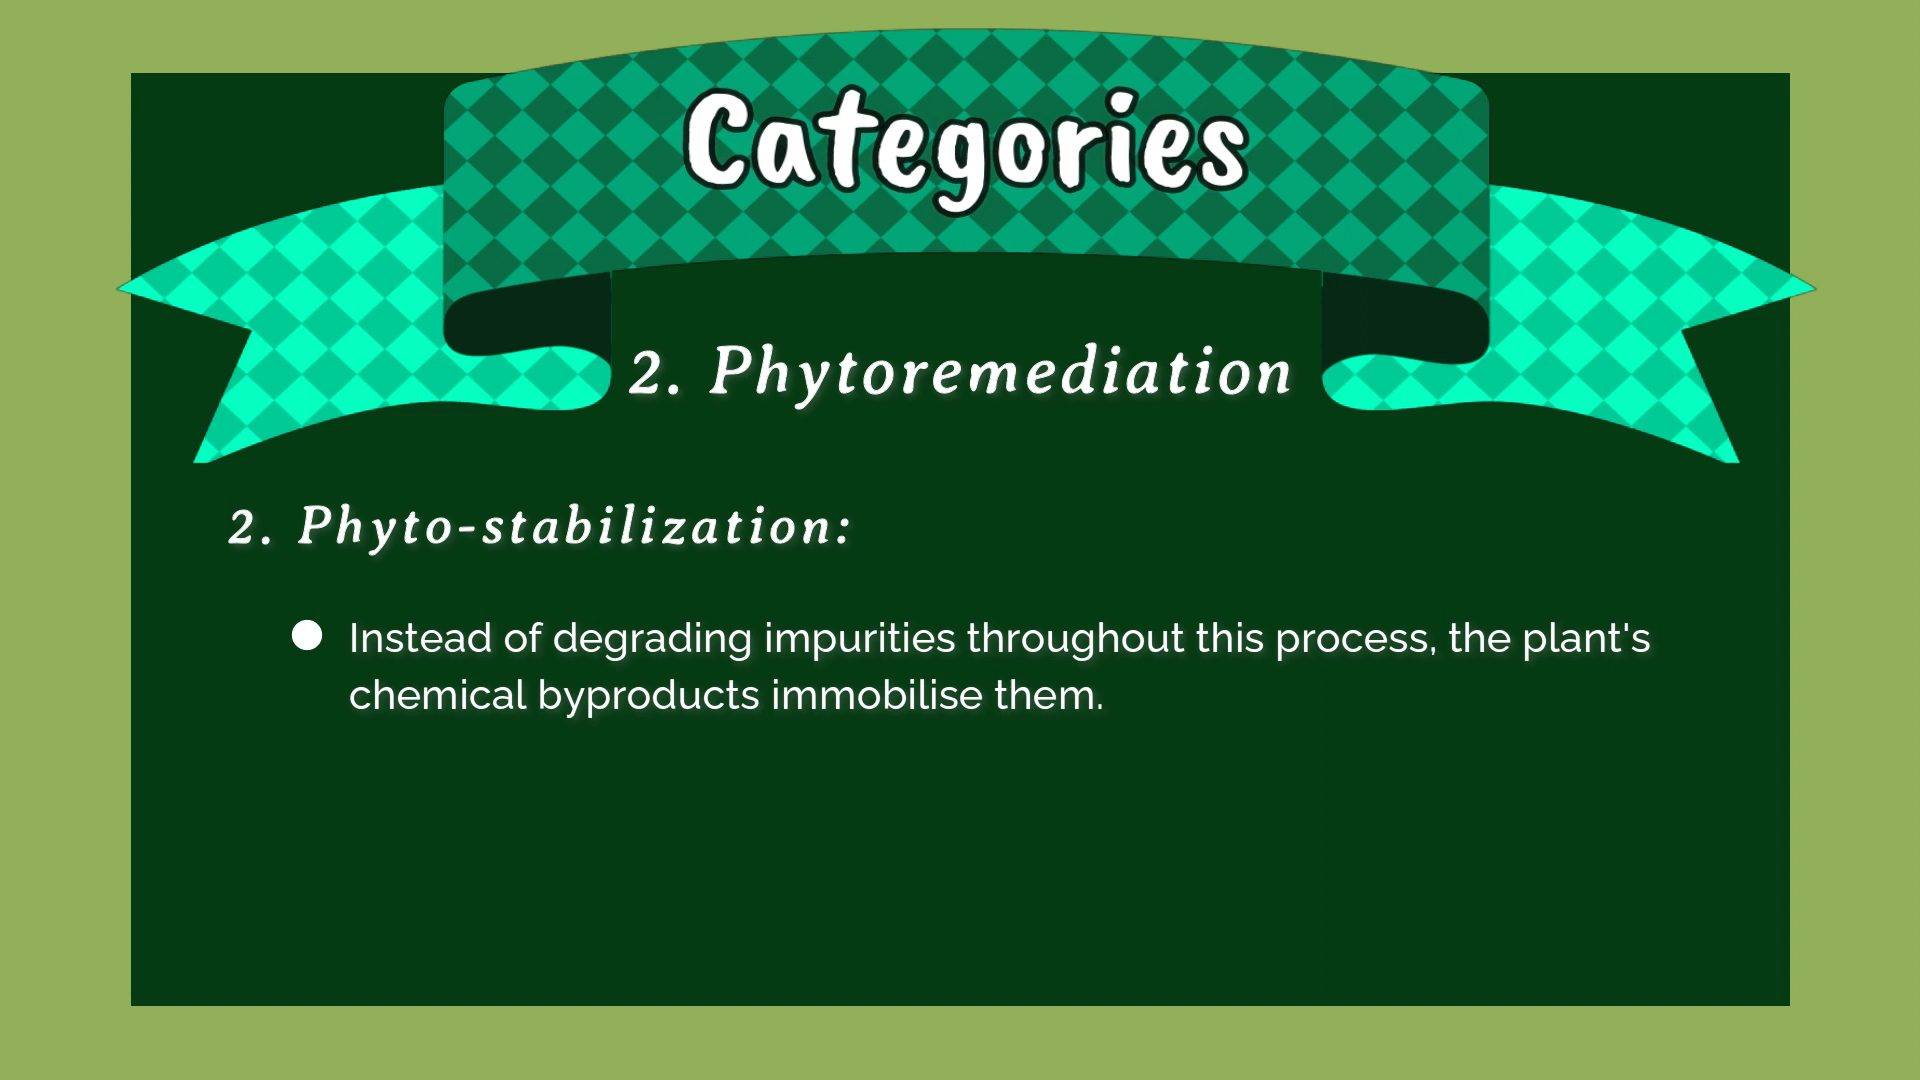 Categories
2. Phytoremediation
2. Phyto-stabilization:
● Instead of degrading impurities throughout this process, the plant's
chemical byproducts immobilise them.